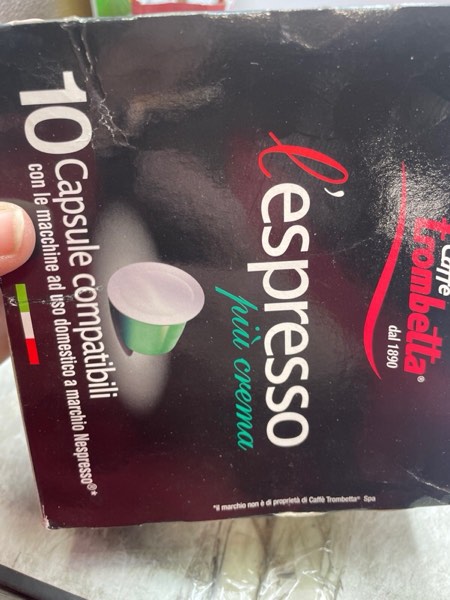 caffè
trombetta®
dal 1890
l'espresso
più crema
10 Capsule compatibili
con le macchine ad uso domestico a marchio Nespresso®*
*il marchio non è di proprietà di Caffè Trombetta® Spa